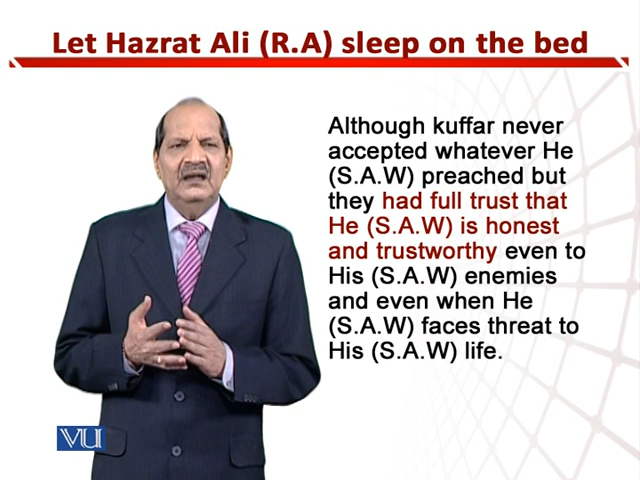 Let Hazrat Ali (R.A) sleep on the bed
Although kuffar never
accepted whatever He
(S.A.W) preached but
they had full trust that
He (S.A.W) is honest
and trustworthy even to
His (S.A.W) enemies
and even when He
(S.A.W) faces threat to
His (S.A.W) life.
VU